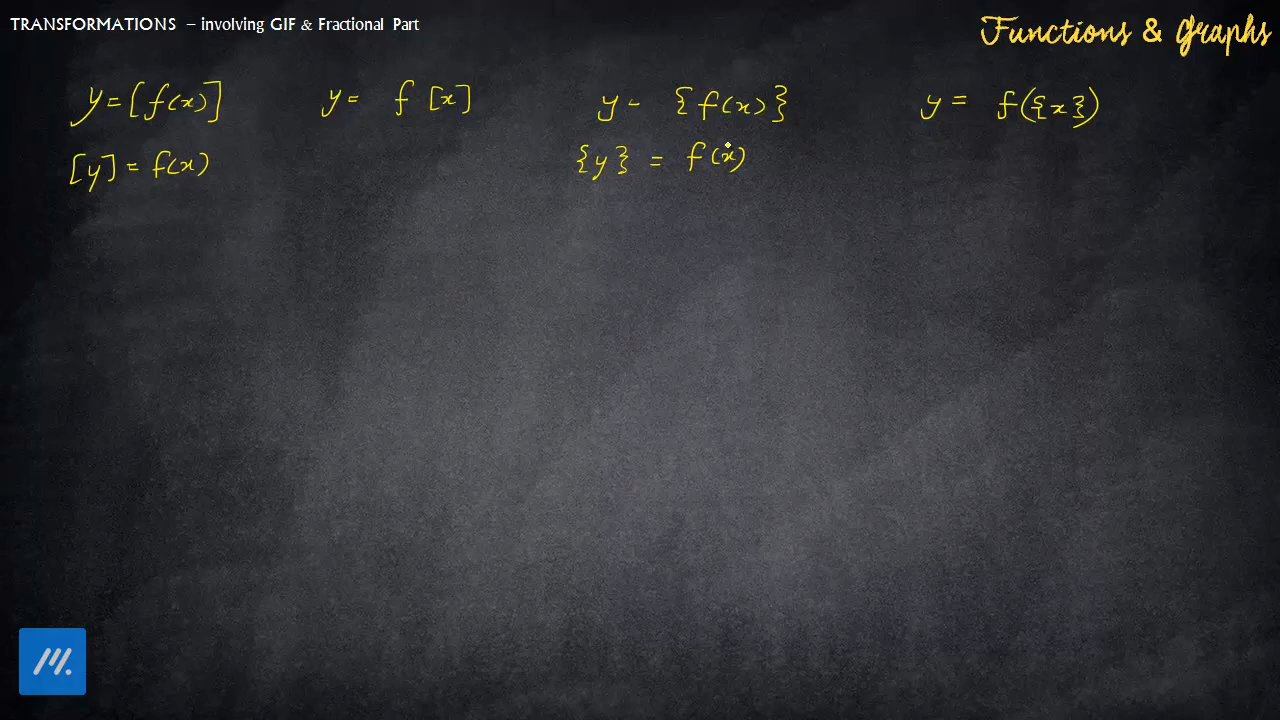 TRANSFORMATIONS – involving GIF & Fractional Part
Functions & Graphs
y = [f(x)] y = f [x] y - {f(x)} y = f({x})
[y] = f(x) {y} = f(x)
M.